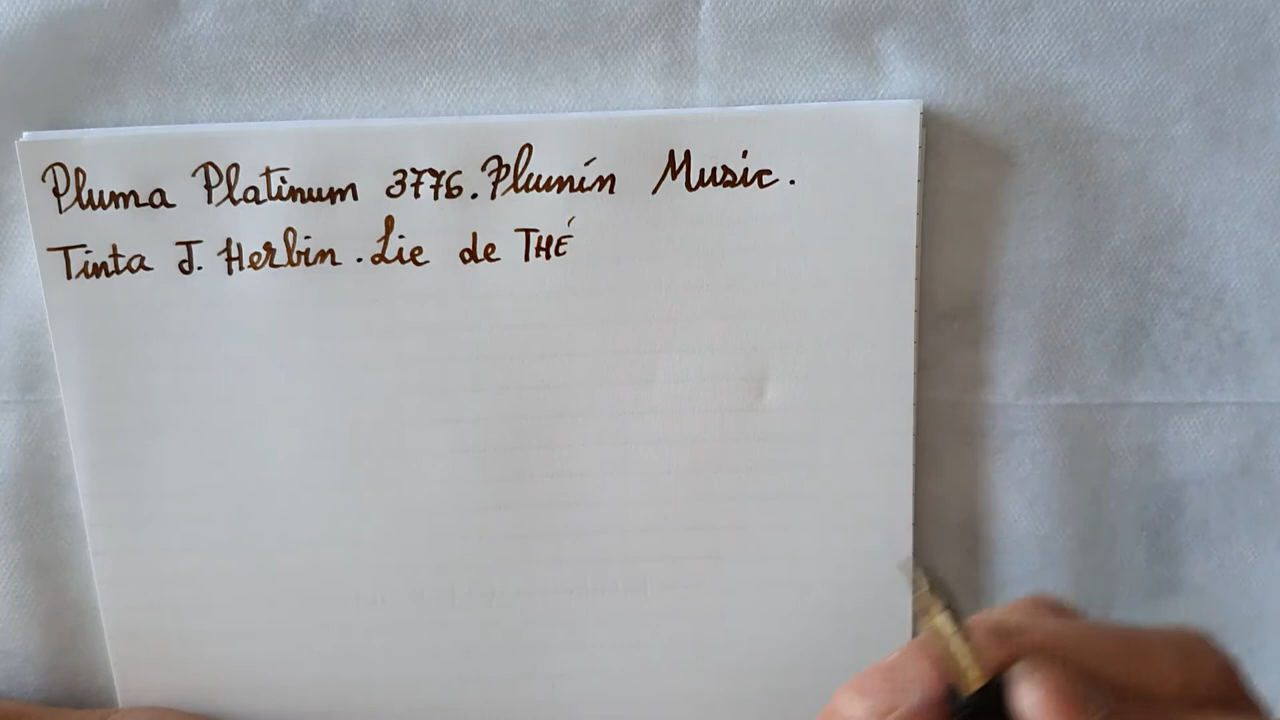 Pluma Platinum 3776. Plumín Music.
Tinta J. Herbin. Lie de THÉ